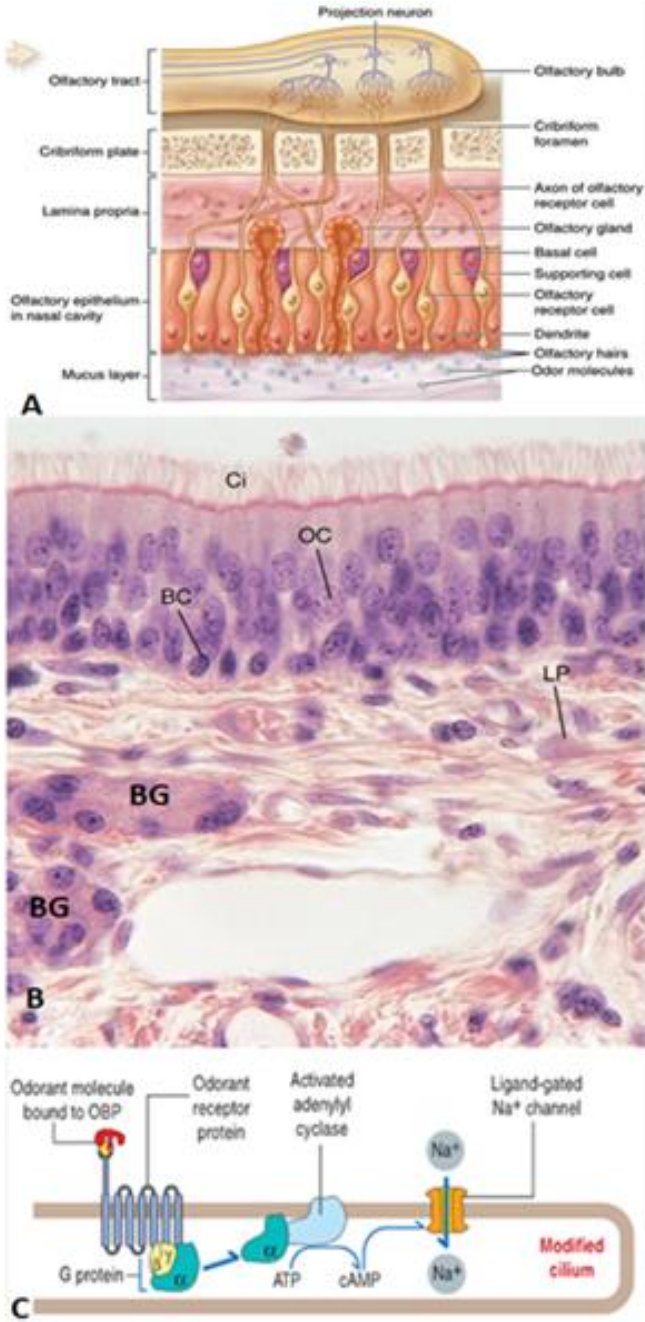 Projection neuron
Olfactory tract
Olfactory bulb
Cribriform plate
Cribriform
foramen
Lamina propria
Axon of olfactory
receptor cell
Olfactory gland
Basal cell
Supporting cell
Olfactory epithelium
in nasal cavity
Olfactory
receptor cell
Dendrite
Olfactory hairs
Mucus layer
Odor molecules
A
Ci
OC
BC
LP
BG
BG
B
Odorant molecule
bound to OBP
Odorant
receptor
protein
Activated
adenylyl
cyclase
Ligand-gated
Na⁺ channel
Na⁺
β γ
α
α
G protein
ATP
cAMP
Na⁺
Modified
cilium
C